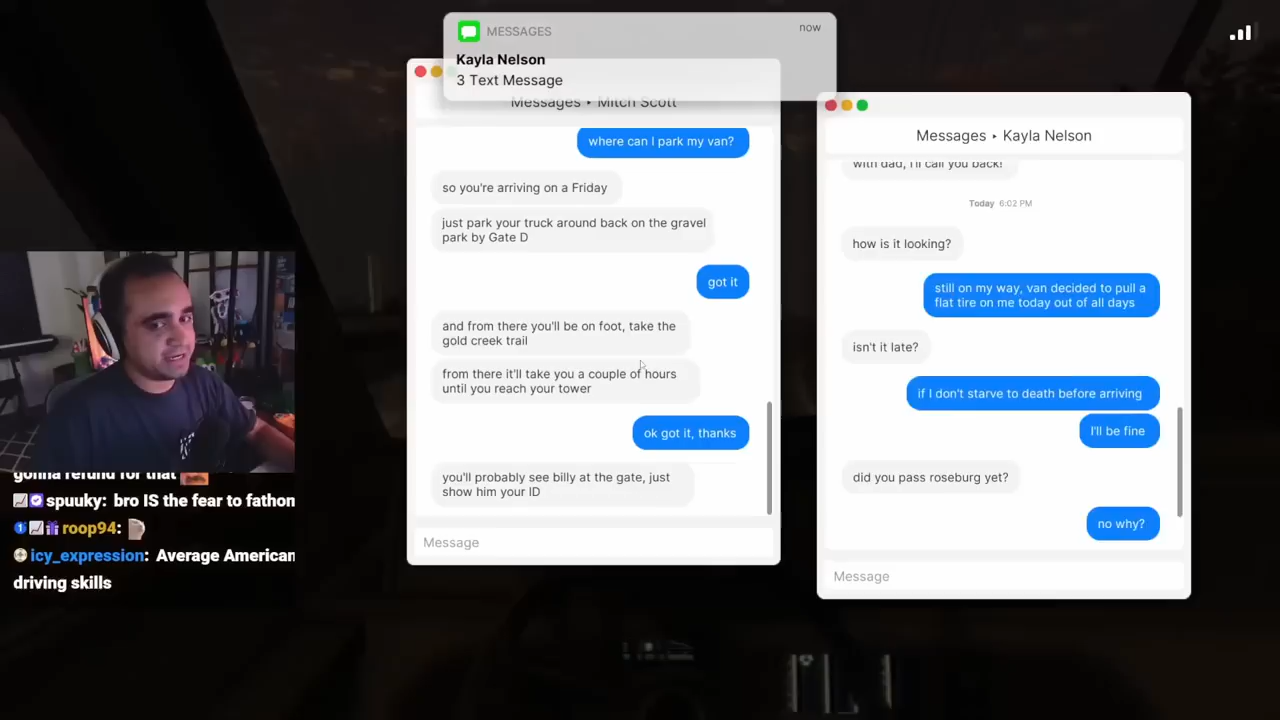 MESSAGES
now
Kayla Nelson
3 Text Message
Messages ‣ Mitch Scott
where can I park my van?
so you're arriving on a Friday
just park your truck around back on the gravel
park by Gate D
got it
and from there you'll be on foot, take the
gold creek trail
from there it'll take you a couple of hours
until you reach your tower
ok got it, thanks
you'll probably see billy at the gate, just
show him your ID
Message
Messages ‣ Kayla Nelson
with dad, I'll call you back!
Today 6:02 PM
how is it looking?
still on my way, van decided to pull a
flat tire on me today out of all days
isn't it late?
if I don't starve to death before arriving
I'll be fine
did you pass roseburg yet?
no why?
Message
gonna refund for that
spuuky: bro IS the fear to fathom
roop94:
icy_expression: Average American
driving skills